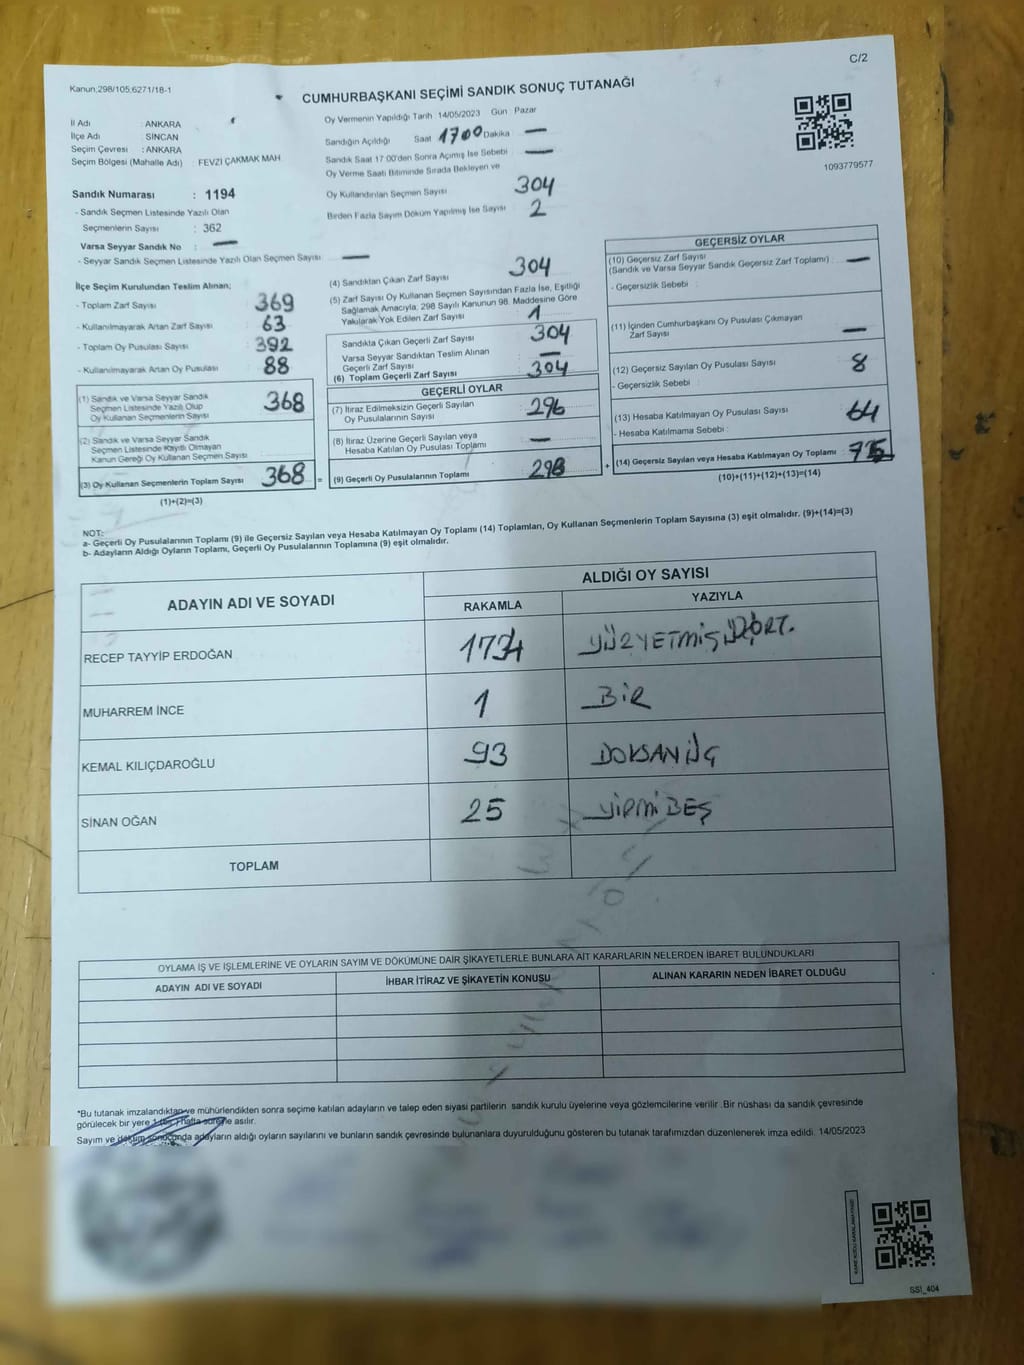 C/2
Kanun;298/105;6271/18-1
CUMHURBAŞKANI SEÇİMİ SANDIK SONUÇ TUTANAĞI
İl Adı ANKARA
İlçe Adı SİNCAN
Seçim Çevresi : ANKARA
Seçim Bölgesi (Mahalle Adı) : FEVZİ ÇAKMAK MAH
Sandık Numarası : 1194
- Sandık Seçmen Listesinde Yazılı Olan
Seçmenlerin Sayısı : 362
Varsa Seyyar Sandık No : —
- Seyyar Sandık Seçmen Listesinde Yazılı Olan Seçmen Sayısı : —
Oy Vermenin Yapıldığı Tarih 14/05/2023 Gün Pazar
Sandığın Açıldığı Saat 1700 Dakika : —
Sandık Saat 17:00'den Sonra Açımış İse Sebebi : —
Oy Verme Saati Bitiminde Sırada Bekleyen ve
Oy Kullandırılan Seçmen Sayısı 304
Birden Fazla Sayım Döküm Yapılmış İse Sayısı 2
1093779577
İlçe Seçim Kurulundan Teslim Alınan;
- Toplam Zarf Sayısı 369
- Kullanılmayarak Artan Zarf Sayısı 63
- Toplam Oy Pusulası Sayısı 392
- Kullanılmayarak Artan Oy Pusulası 88
(1) Sandık ve Varsa Seyyar Sandık
Seçmen Listesinde Yazılı Olup
Oy Kullanan Seçmenlerin Sayısı 368
(2) Sandık ve Varsa Seyyar Sandık
Seçmen Listesinde Kayıtlı Olmayan
Kanun Gereği Oy Kullanan Seçmen Sayısı
(3) Oy Kullanan Seçmenlerin Toplam Sayısı 368 =
(1)+(2)=(3)
(4) Sandıktan Çıkan Zarf Sayısı 304
(5) Zarf Sayısı Oy Kullanan Seçmen Sayısından Fazla İse, Eşitliği
Sağlamak Amacıyla; 298 Sayılı Kanunun 98. Maddesine Göre
Yakılarak Yok Edilen Zarf Sayısı 1
Sandıkta Çıkan Geçerli Zarf Sayısı 304
Varsa Seyyar Sandıktan Teslim Alınan
Geçerli Zarf Sayısı —
(6) Toplam Geçerli Zarf Sayısı 304
GEÇERLİ OYLAR
(7) İtiraz Edilmeksizin Geçerli Sayılan
Oy Pusulalarının Sayısı 296
(8) İtiraz Üzerine Geçerli Sayılan veya
Hesaba Katılan Oy Pusulası Toplamı —
(9) Geçerli Oy Pusulalarının Toplamı +
GEÇERSİZ OYLAR
(10) Geçersiz Zarf Sayısı
(Sandık ve Varsa Seyyar Sandık Geçersiz Zarf Toplamı) : —
- Geçersizlik Sebebi :
(11) İçinden Cumhurbaşkanı Oy Pusulası Çıkmayan
Zarf Sayısı —
(12) Geçersiz Sayılan Oy Pusulası Sayısı : 8
- Geçersizlik Sebebi :
(13) Hesaba Katılmayan Oy Pusulası Sayısı : 64
- Hesaba Katılmama Sebebi :
(14) Geçersiz Sayılan veya Hesaba Katılmayan Oy Toplamı :
(10)+(11)+(12)+(13)=(14)
NOT:
a- Geçerli Oy Pusulalarının Toplamı (9) ile Geçersiz Sayılan veya Hesaba Katılmayan Oy Toplamı (14) Toplamları, Oy Kullanan Seçmenlerin Toplam Sayısına (3) eşit olmalıdır. (9)+(14)=(3)
b- Adayların Aldığı Oyların Toplamı, Geçerli Oy Pusulalarının Toplamına (9) eşit olmalıdır.
ADAYIN ADI VE SOYADI
ALDIĞI OY SAYISI
RAKAMLA YAZIYLA
RECEP TAYYİP ERDOĞAN YÜZYETMİŞDÖRT.
MUHARREM İNCE 1 BİR
KEMAL KILIÇDAROĞLU 93 DOKSANÜÇ
SİNAN OĞAN 25 YİRMİBEŞ
TOPLAM
OYLAMA İŞ VE İŞLEMLERİNE VE OYLARIN SAYIM VE DÖKÜMÜNE DAİR ŞİKAYETLERLE BUNLARA AİT KARARLARIN NELERDEN İBARET BULUNDUKLARI
ADAYIN ADI VE SOYADI İHBAR İTİRAZ VE ŞİKAYETİN KONUSU ALINAN KARARIN NEDEN İBARET OLDUĞU
*Bu tutanak imzalandıktan ve mühürlendikten sonra seçime katılan adayların ve talep eden siyasi partilerin sandık kurulu üyelerine veya gözlemcilerine verilir .Bir nüshası da sandık çevresinde
görülecek bir yere hafta süreyle asılır.
Sayım ve döküm sonucunda adayların aldığı oyların sayılarını ve bunların sandık çevresinde bulunanlara duyurulduğunu gösteren bu tutanak tarafımızdan düzenlenerek imza edildi. 14/05/2023
SSI_404